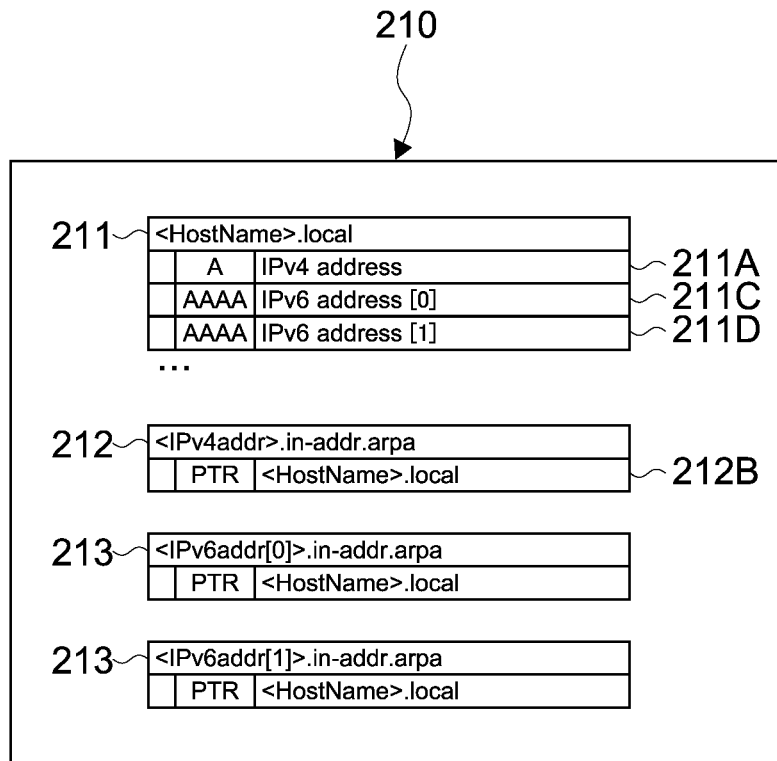 210
211 <HostName>.local
A IPv4 address 211A
AAAA IPv6 address [0] 211C
AAAA IPv6 address [1] 211D
...
212 <IPv4addr>.in-addr.arpa
PTR <HostName>.local 212B
213 <IPv6addr[0]>.in-addr.arpa
PTR <HostName>.local
213 <IPv6addr[1]>.in-addr.arpa
PTR <HostName>.local